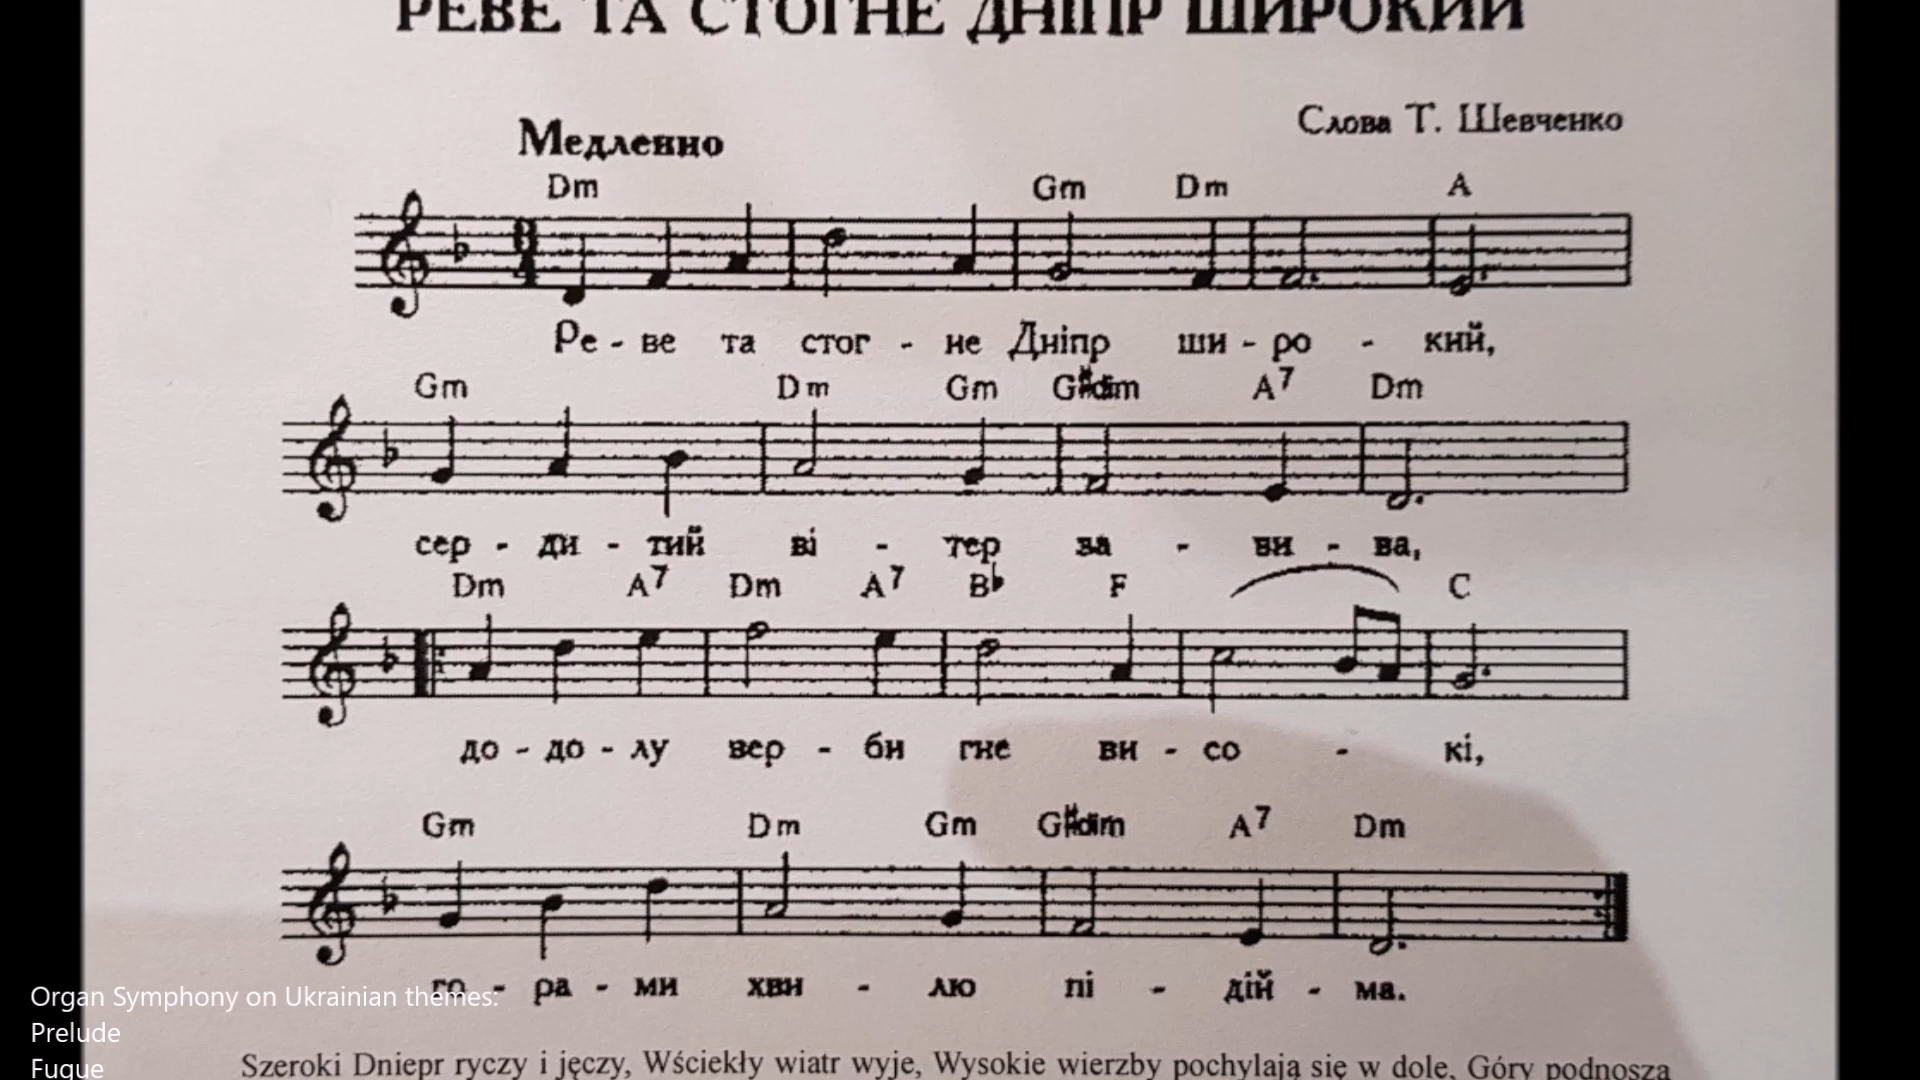 РЕВЕ ТА СТОГНЕ ДНІПР ШИРОКИЙ
Слова Т. Шевченко
Медленно
Dm Gm Dm A
Ре - ве та стог - не Дніпр ши - ро - кий,
Gm Dm Gm G#dim A7 Dm
сер - ди - тий ві - тер за - ви - ва,
Dm A7 Dm A7 B♭ F C
до - до - лу вер - би гне ви - со - кі,
Gm Dm Gm G#dim A7 Dm
го - ра - ми хви - лю пі - дій - ма.
Organ Symphony on Ukrainian themes:
Prelude
Fugue
Szeroki Dniepr ryczy i jęczy, Wściekły wiatr wyje, Wysokie wierzby pochylają się w dole, Góry podnoszą